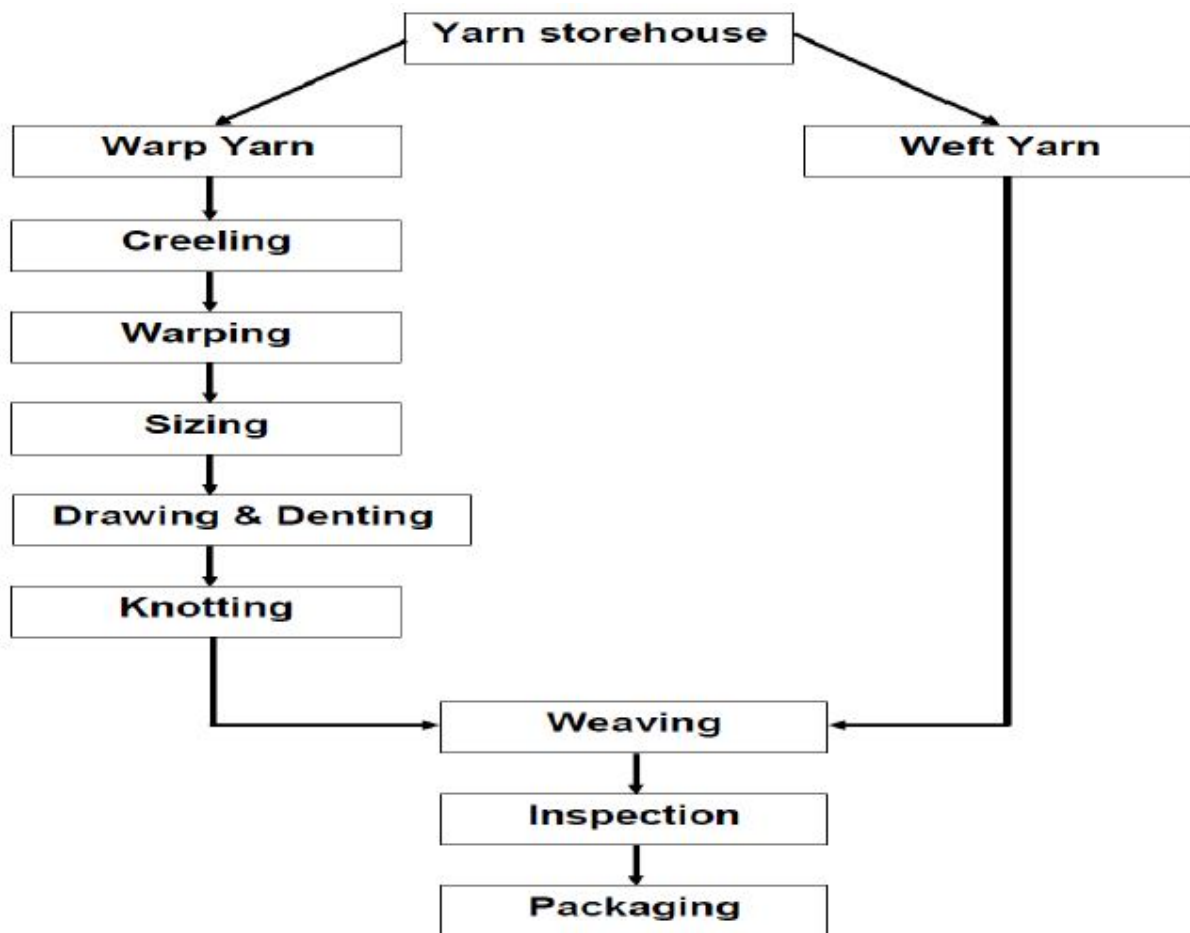 Yarn storehouse
Warp Yarn
Weft Yarn
Creeling
Warping
Sizing
Drawing & Denting
Knotting
Weaving
Inspection
Packaging